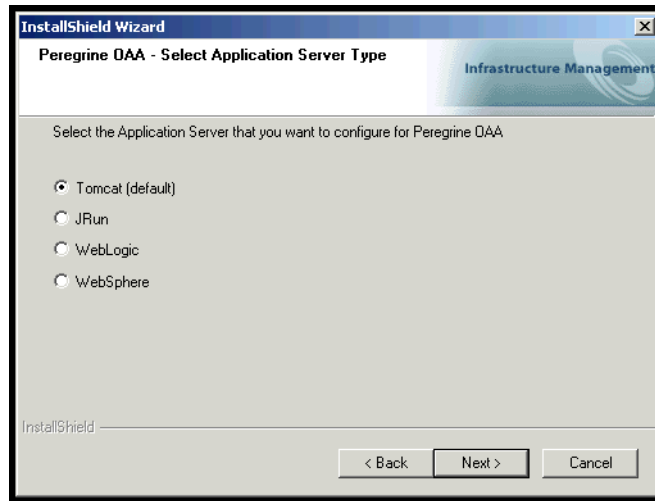 InstallShield Wizard
Peregrine OAA - Select Application Server Type
Infrastructure Management
Select the Application Server that you want to configure for Peregrine OAA
Tomcat (default)
JRun
WebLogic
WebSphere
InstallShield
< Back
Next >
Cancel